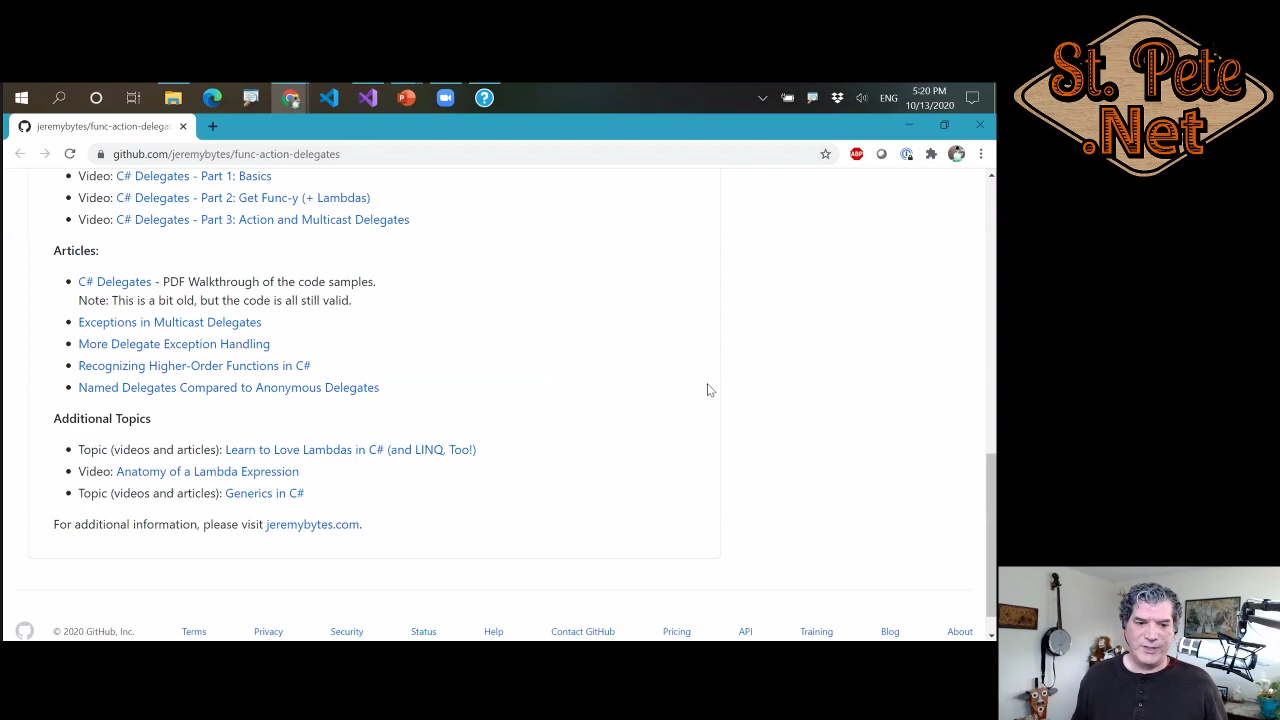 St. Pete
.Net
ENG
5:20 PM
10/13/2020
jeremybytes/func-action-delegat
github.com/jeremybytes/func-action-delegates
ABP
Video: C# Delegates - Part 1: Basics
Video: C# Delegates - Part 2: Get Func-y (+ Lambdas)
Video: C# Delegates - Part 3: Action and Multicast Delegates
Articles:
C# Delegates - PDF Walkthrough of the code samples.
Note: This is a bit old, but the code is all still valid.
Exceptions in Multicast Delegates
More Delegate Exception Handling
Recognizing Higher-Order Functions in C#
Named Delegates Compared to Anonymous Delegates
Additional Topics
Topic (videos and articles): Learn to Love Lambdas in C# (and LINQ, Too!)
Video: Anatomy of a Lambda Expression
Topic (videos and articles): Generics in C#
For additional information, please visit jeremybytes.com.
© 2020 GitHub, Inc. Terms Privacy Security Status Help Contact GitHub Pricing API Training Blog About